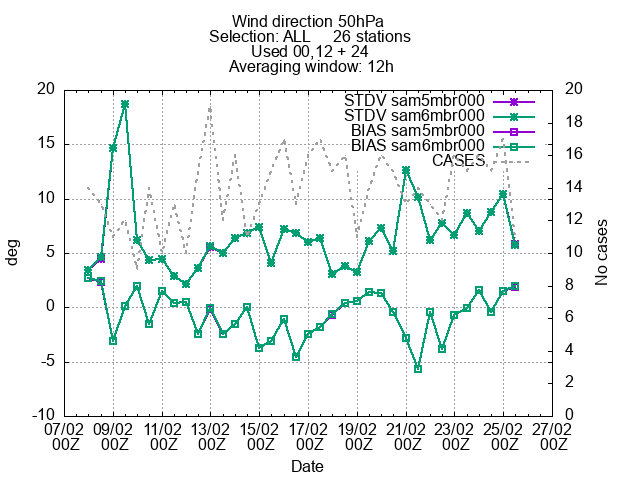 Wind direction 50hPa
Selection: ALL 26 stations
Used 00,12 + 24
Averaging window: 12h
STDV sam5mbr000
STDV sam6mbr000
BIAS sam5mbr000
BIAS sam6mbr000
CASES
20
15
10
5
0
-5
-10
deg
20
18
16
14
12
10
8
6
4
2
0
No cases
07/02 09/02 11/02 13/02 15/02 17/02 19/02 21/02 23/02 25/02 27/02
00Z 00Z 00Z 00Z 00Z 00Z 00Z 00Z 00Z 00Z 00Z
Date